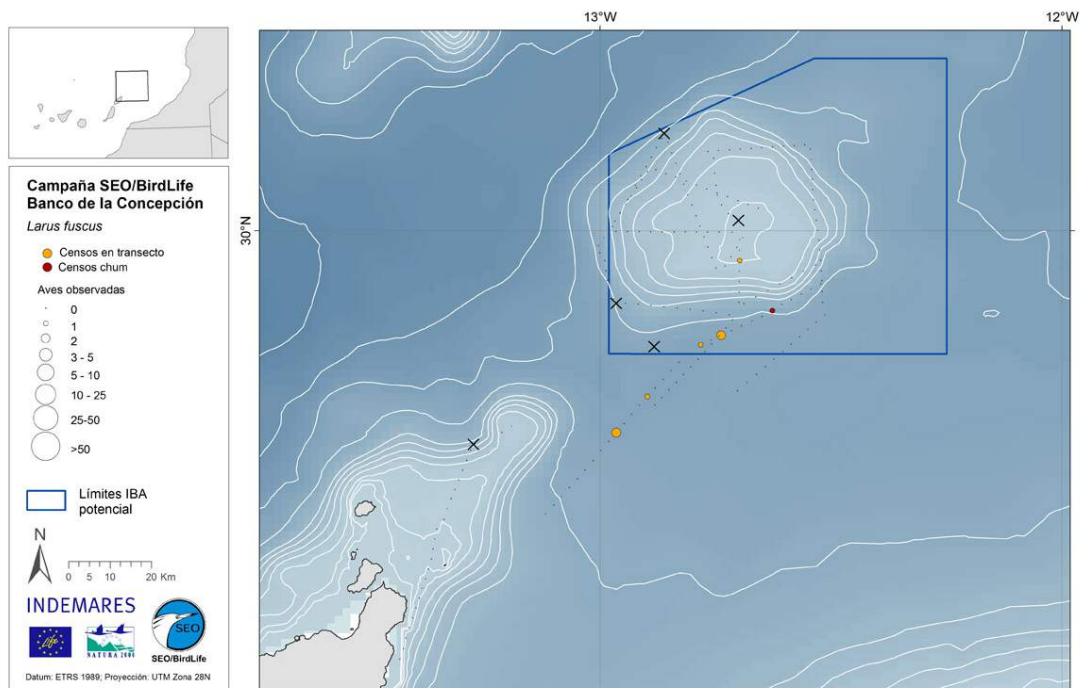 13°W
12°W
30°N
Campaña SEO/BirdLife
Banco de la Concepción
Larus fuscus
Censos en transecto
Censos chum
Aves observadas
0
1
2
3 - 5
5 - 10
10 - 25
25-50
>50
Límites IBA
potencial
N
0 5 10 20 Km
INDEMARES
Life
NATURA 2000
SEO
SEO/BirdLife
Datum: ETRS 1989; Proyección: UTM Zona 28N